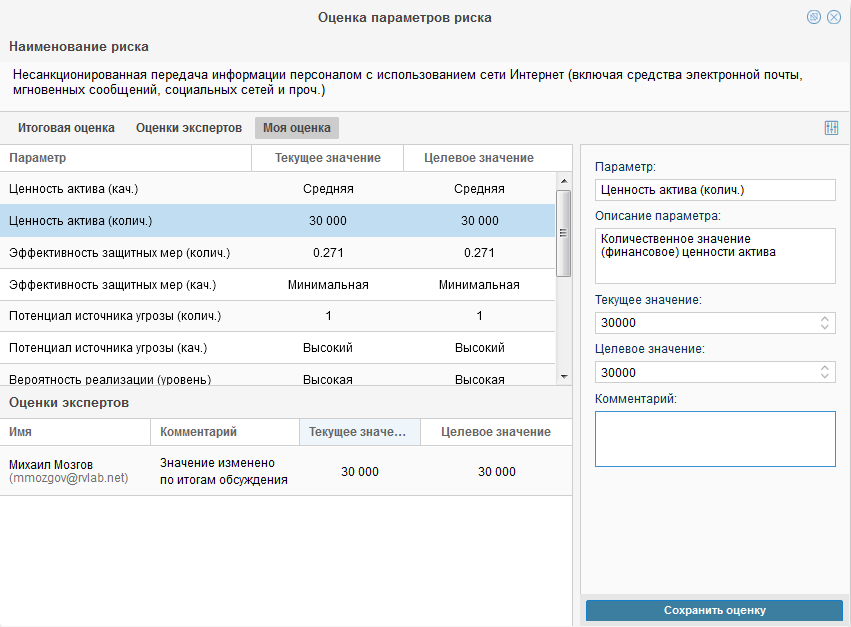 Оценка параметров риска
Наименование риска
Несанкционированная передача информации персоналом с использованием сети Интернет (включая средства электронной почты,
мгновенных сообщений, социальных сетей и проч.)
Итоговая оценка Оценки экспертов Моя оценка
Параметр Текущее значение Целевое значение
Ценность актива (кач.) Средняя Средняя
Ценность актива (колич.) 30 000 30 000
Эффективность защитных мер (колич.) 0.271 0.271
Эффективность защитных мер (кач.) Минимальная Минимальная
Потенциал источника угрозы (колич.) 1 1
Потенциал источника угрозы (кач.) Высокий Высокий
Вероятность реализации (уровень) Высокая Высокая
Оценки экспертов
Имя Комментарий Текущее значе... Целевое значение
Михаил Мозгов
(mmozgov@rvlab.net)
Значение изменено
по итогам обсуждения
30 000 30 000
Параметр:
Ценность актива (колич.)
Описание параметра:
Количественное значение
(финансовое) ценности актива
Текущее значение:
30000
Целевое значение:
30000
Комментарий:
Сохранить оценку